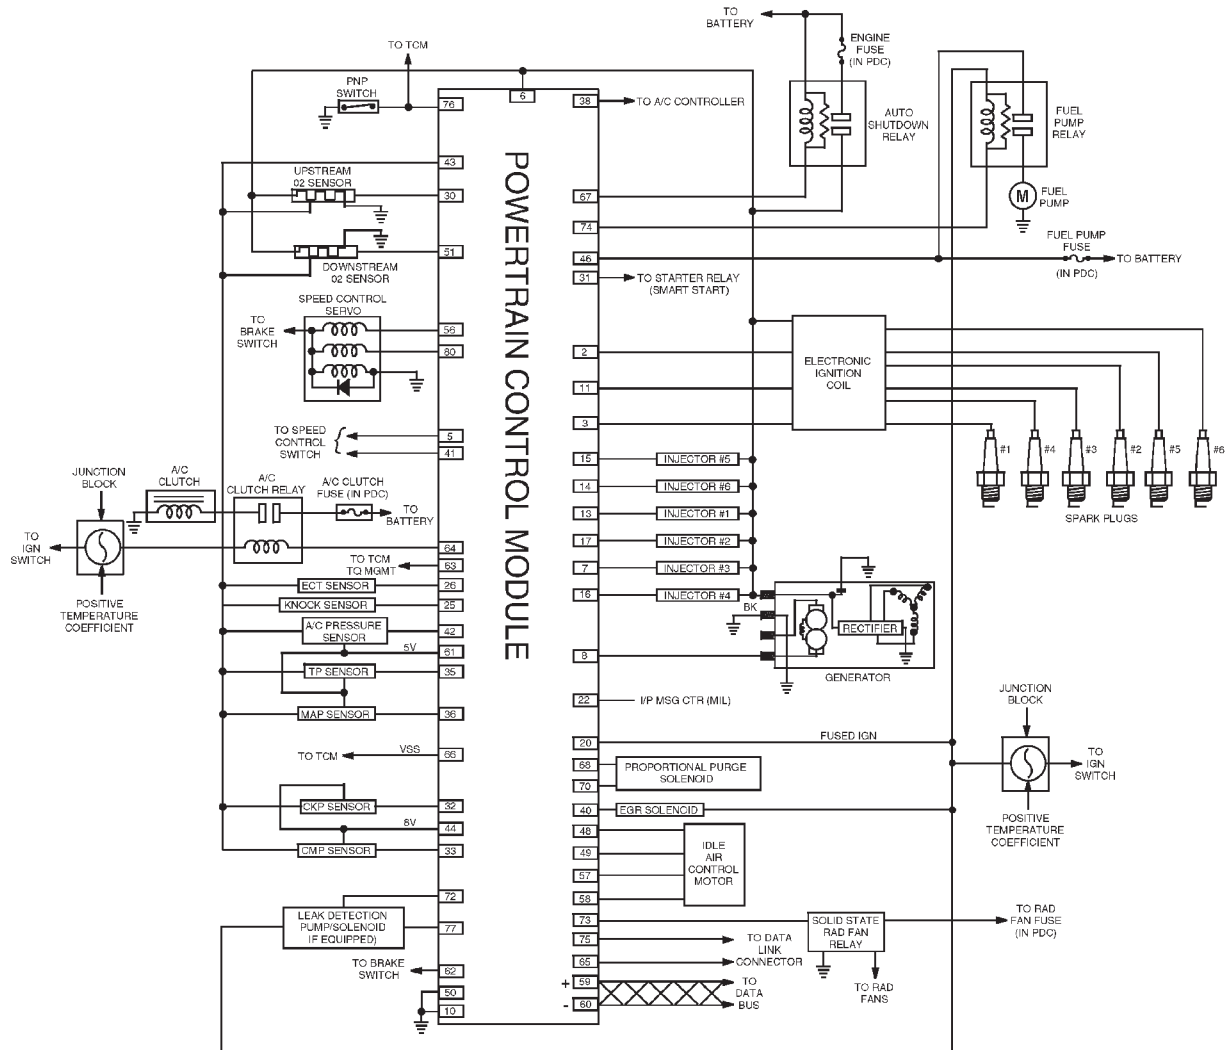 TO
BATTERY
ENGINE
FUSE
(IN PDC)
TO TCM
PNP
SWITCH
76
6
38
TO A/C CONTROLLER
AUTO
SHUTDOWN
RELAY
FUEL
PUMP
RELAY
POWERTRAIN CONTROL MODULE
43
UPSTREAM
02 SENSOR
30
67
M
FUEL
PUMP
74
51
DOWNSTREAM
02 SENSOR
46
FUEL PUMP
FUSE
(IN PDC)
TO BATTERY
31
TO STARTER RELAY
(SMART START)
SPEED CONTROL
SERVO
TO
BRAKE
SWITCH
56
80
2
11
3
ELECTRONIC
IGNITION
COIL
TO SPEED
CONTROL
SWITCH
5
41
#1
#4
#3
#2
#5
#6
SPARK PLUGS
15
INJECTOR #5
14
INJECTOR #6
13
INJECTOR #1
17
INJECTOR #2
7
INJECTOR #3
16
INJECTOR #4
JUNCTION
BLOCK
A/C
CLUTCH
A/C
CLUTCH RELAY
A/C CLUTCH
FUSE (IN PDC)
TO
BATTERY
TO
IGN
SWITCH
POSITIVE
TEMPERATURE
COEFFICIENT
64
TO TCM
TQ MGMT
63
ECT SENSOR
26
KNOCK SENSOR
25
A/C PRESSURE
SENSOR
42
5V
61
TP SENSOR
35
MAP SENSOR
36
BK
RECTIFIER
GENERATOR
8
22
I/P MSG CTR (MIL)
20
FUSED IGN
JUNCTION
BLOCK
TO
IGN
SWITCH
POSITIVE
TEMPERATURE
COEFFICIENT
TO TCM
VSS
66
68
70
PROPORTIONAL PURGE
SOLENOID
CKP SENSOR
32
8V
44
CMP SENSOR
33
40
EGR SOLENOID
48
49
57
58
IDLE
AIR
CONTROL
MOTOR
72
LEAK DETECTION
PUMP/SOLENOID
(IF EQUIPPED)
77
73
SOLID STATE
RAD FAN
RELAY
TO RAD
FAN FUSE
(IN PDC)
TO RAD
FANS
75
65
TO DATA
LINK
CONNECTOR
TO BRAKE
SWITCH
62
50
10
+
59
-
60
TO
DATA
BUS